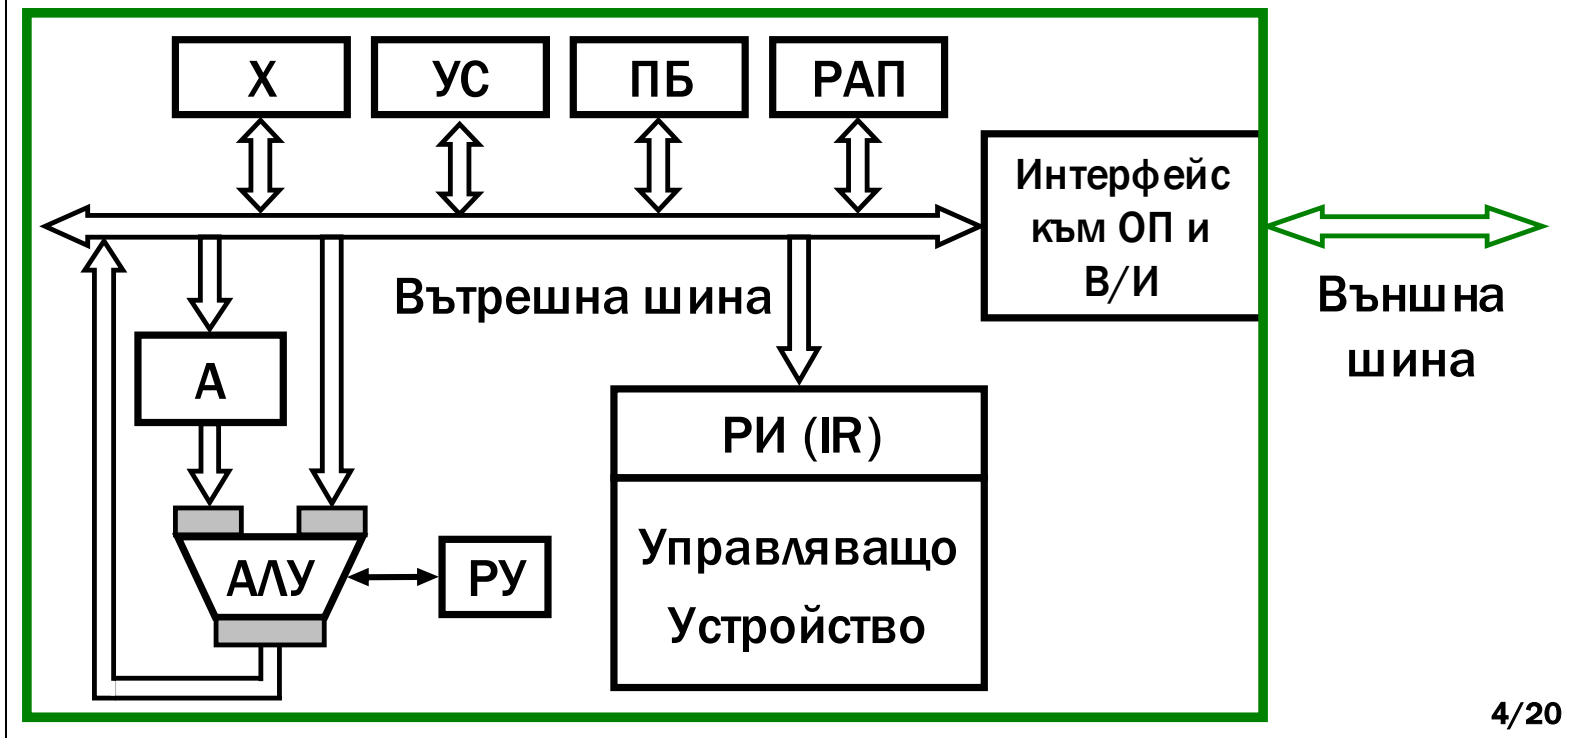 X
УС
ПБ
РАП
Интерфейс
към ОП и
В/И
Вътрешна шина
Външна
шина
А
РИ (IR)
АЛУ
РУ
Управляващо
Устройство
4/20